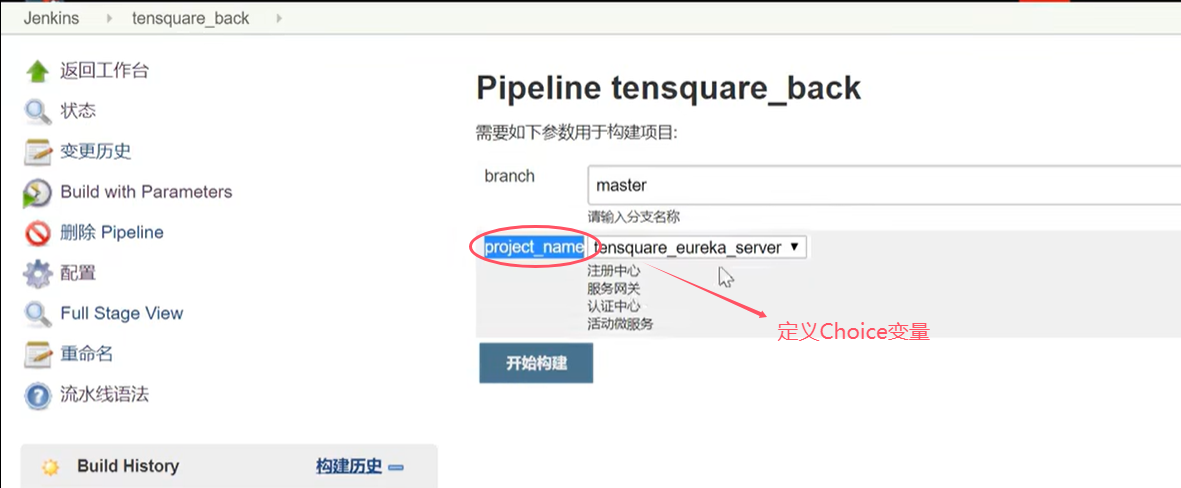 Jenkins tensquare_back
返回工作台
状态
变更历史
Build with Parameters
删除 Pipeline
配置
Full Stage View
重命名
流水线语法
Build History 构建历史
Pipeline tensquare_back
需要如下参数用于构建项目:
branch master
请输入分支名称
project_name tensquare_eureka_server
注册中心
服务网关
认证中心
活动微服务
定义Choice变量
开始构建